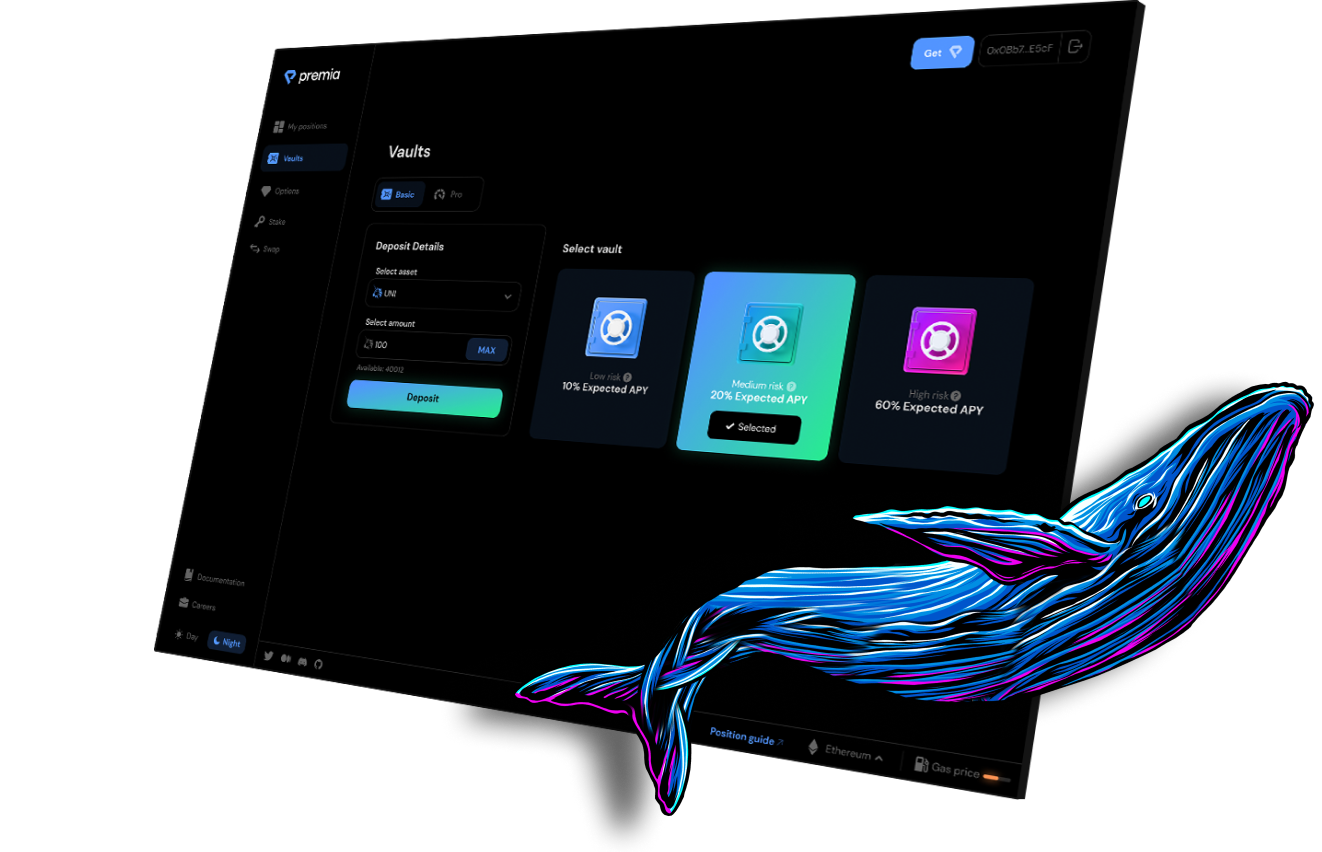 premia
Get
0x0Bb7...E5cF
My positions
Vaults
Options
Stake
Swap
Vaults
Basic
Pro
Deposit Details
Select asset
UNI
Select amount
100
MAX
Available: 40012
Deposit
Select vault
Low risk ?
10% Expected APY
Medium risk ?
20% Expected APY
Selected
High risk ?
60% Expected APY
Documentation
Careers
Day
Night
Position guide
Ethereum
Gas price